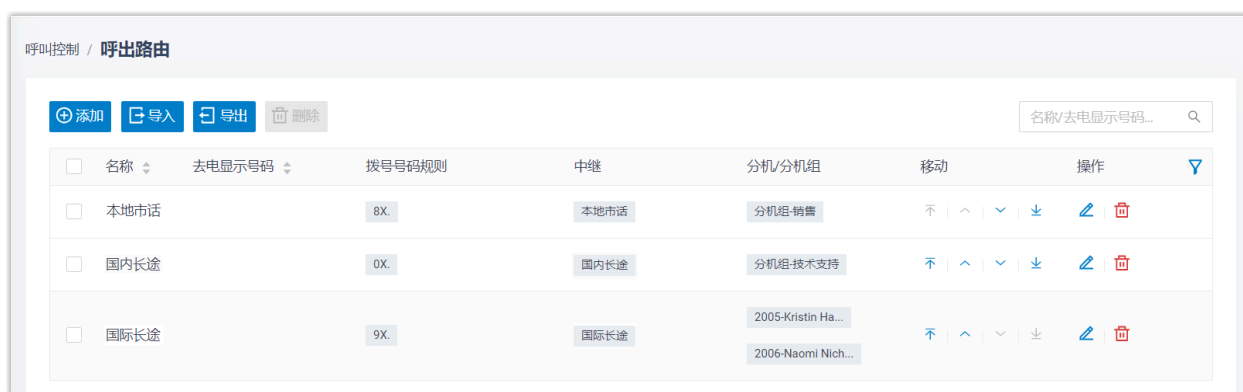 呼叫控制 / 呼出路由
添加 导入 导出 删除 名称/去电显示号码...
名称 去电显示号码 拨号号码规则 中继 分机/分机组 移动 操作
本地市话 8X. 本地市话 分机组-销售
国内长途 0X. 国内长途 分机组-技术支持
2005-Kristin Ha...
国际长途 9X. 国际长途
2006-Naomi Nich...